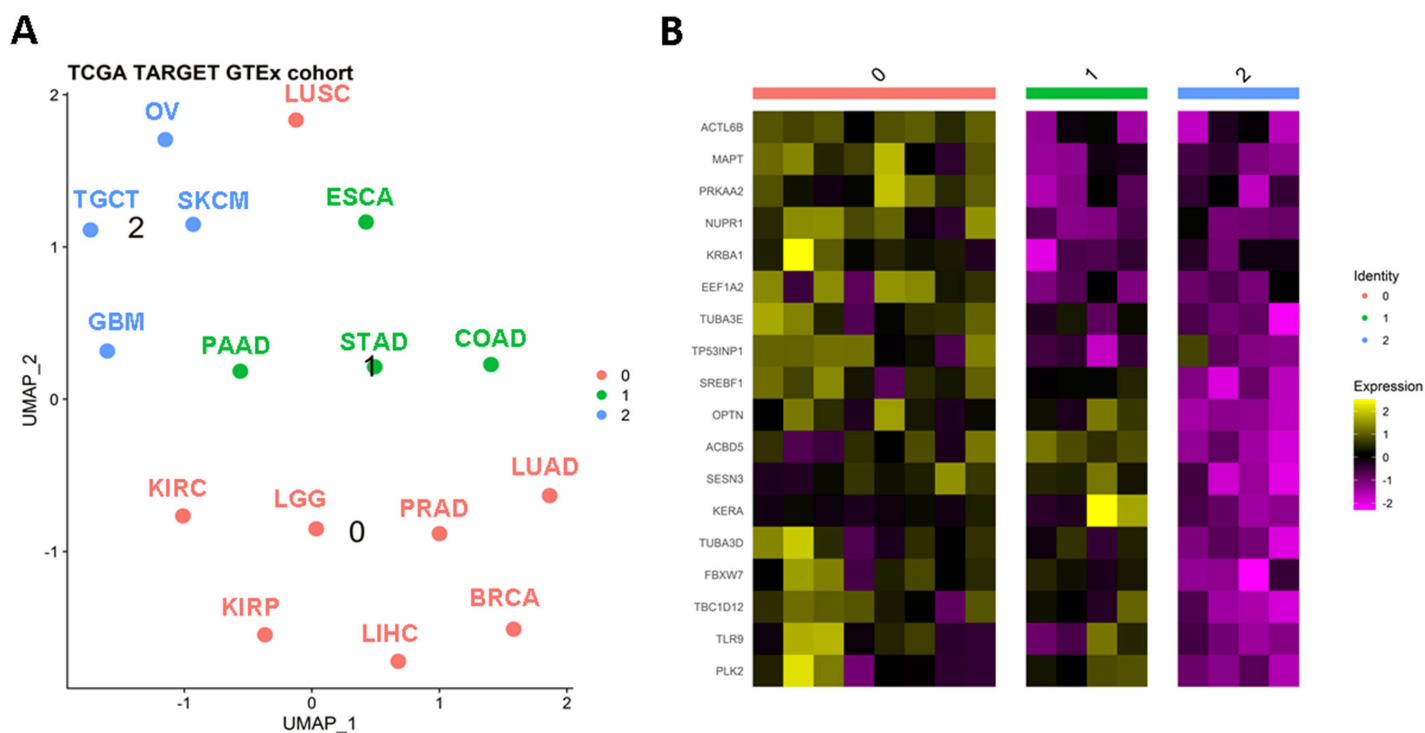 A
TCGA TARGET GTEx cohort
2
OV
LUSC
TGCT
SKCM
2
ESCA
1
GBM
PAAD
STAD
1
COAD
0
0
1
2
UMAP_2
KIRC
LGG
0
PRAD
LUAD
-1
KIRP
LIHC
BRCA
-1
0
1
2
UMAP_1
B
0
1
2
ACTL6B
MAPT
PRKAA2
NUPR1
KRBA1
EEF1A2
TUBA3E
TP53INP1
SREBF1
OPTN
ACBD5
SESN3
KERA
TUBA3D
FBXW7
TBC1D12
TLR9
PLK2
Identity
0
1
2
Expression
2
1
0
-1
-2